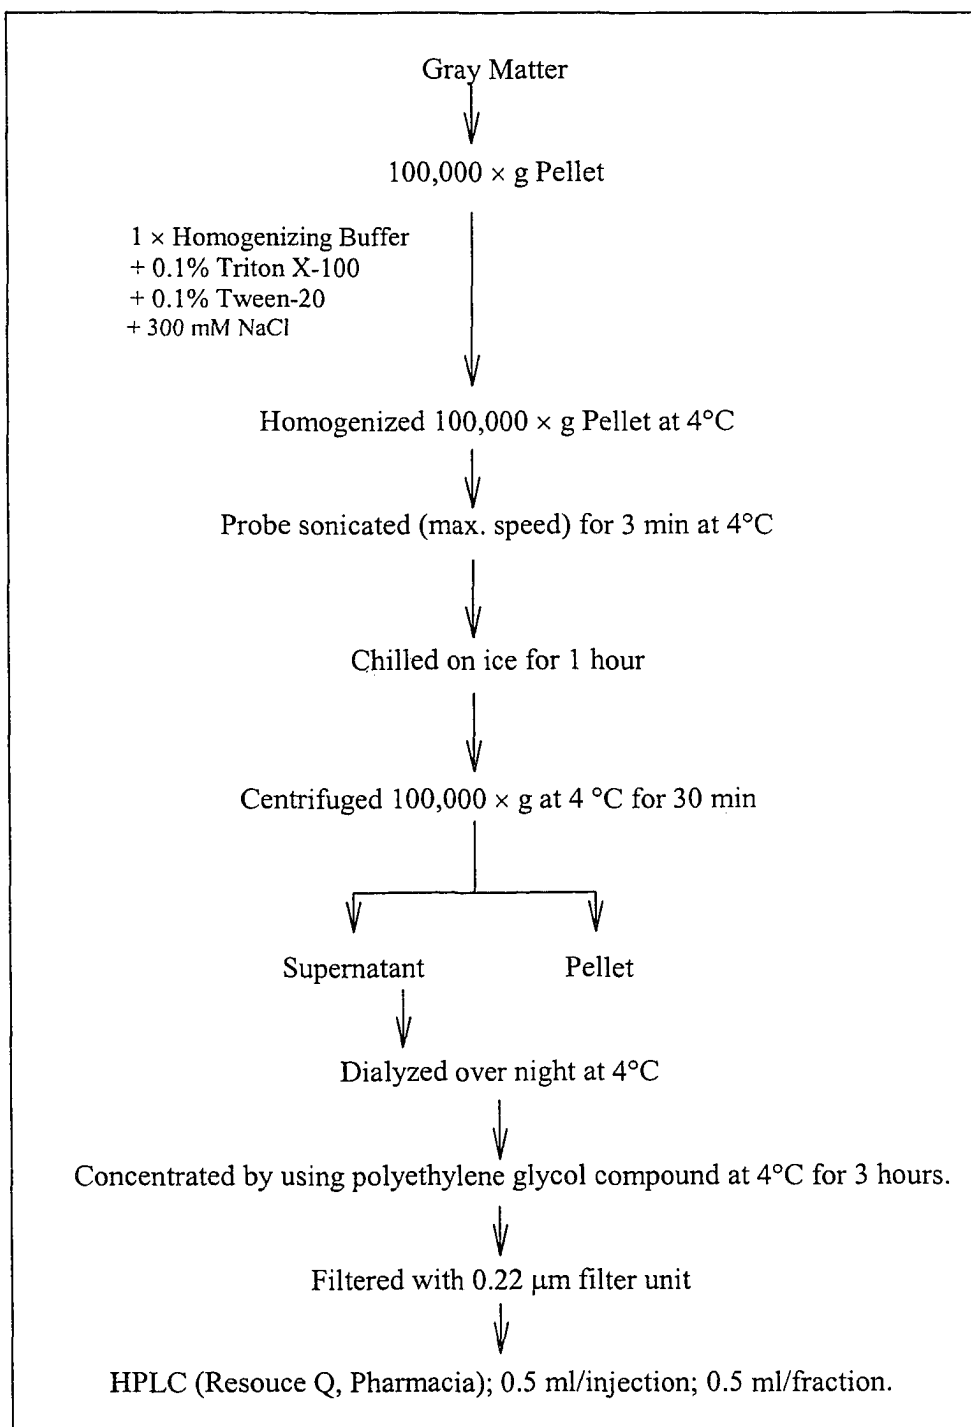 Gray Matter
100,000 × g Pellet
1 × Homogenizing Buffer
+ 0.1% Triton X-100
+ 0.1% Tween-20
+ 300 mM NaCl
Homogenized 100,000 × g Pellet at 4°C
Probe sonicated (max. speed) for 3 min at 4°C
Chilled on ice for 1 hour
Centrifuged 100,000 × g at 4 °C for 30 min
Supernatant Pellet
Dialyzed over night at 4°C
Concentrated by using polyethylene glycol compound at 4°C for 3 hours.
Filtered with 0.22 µm filter unit
HPLC (Resouce Q, Pharmacia); 0.5 ml/injection; 0.5 ml/fraction.